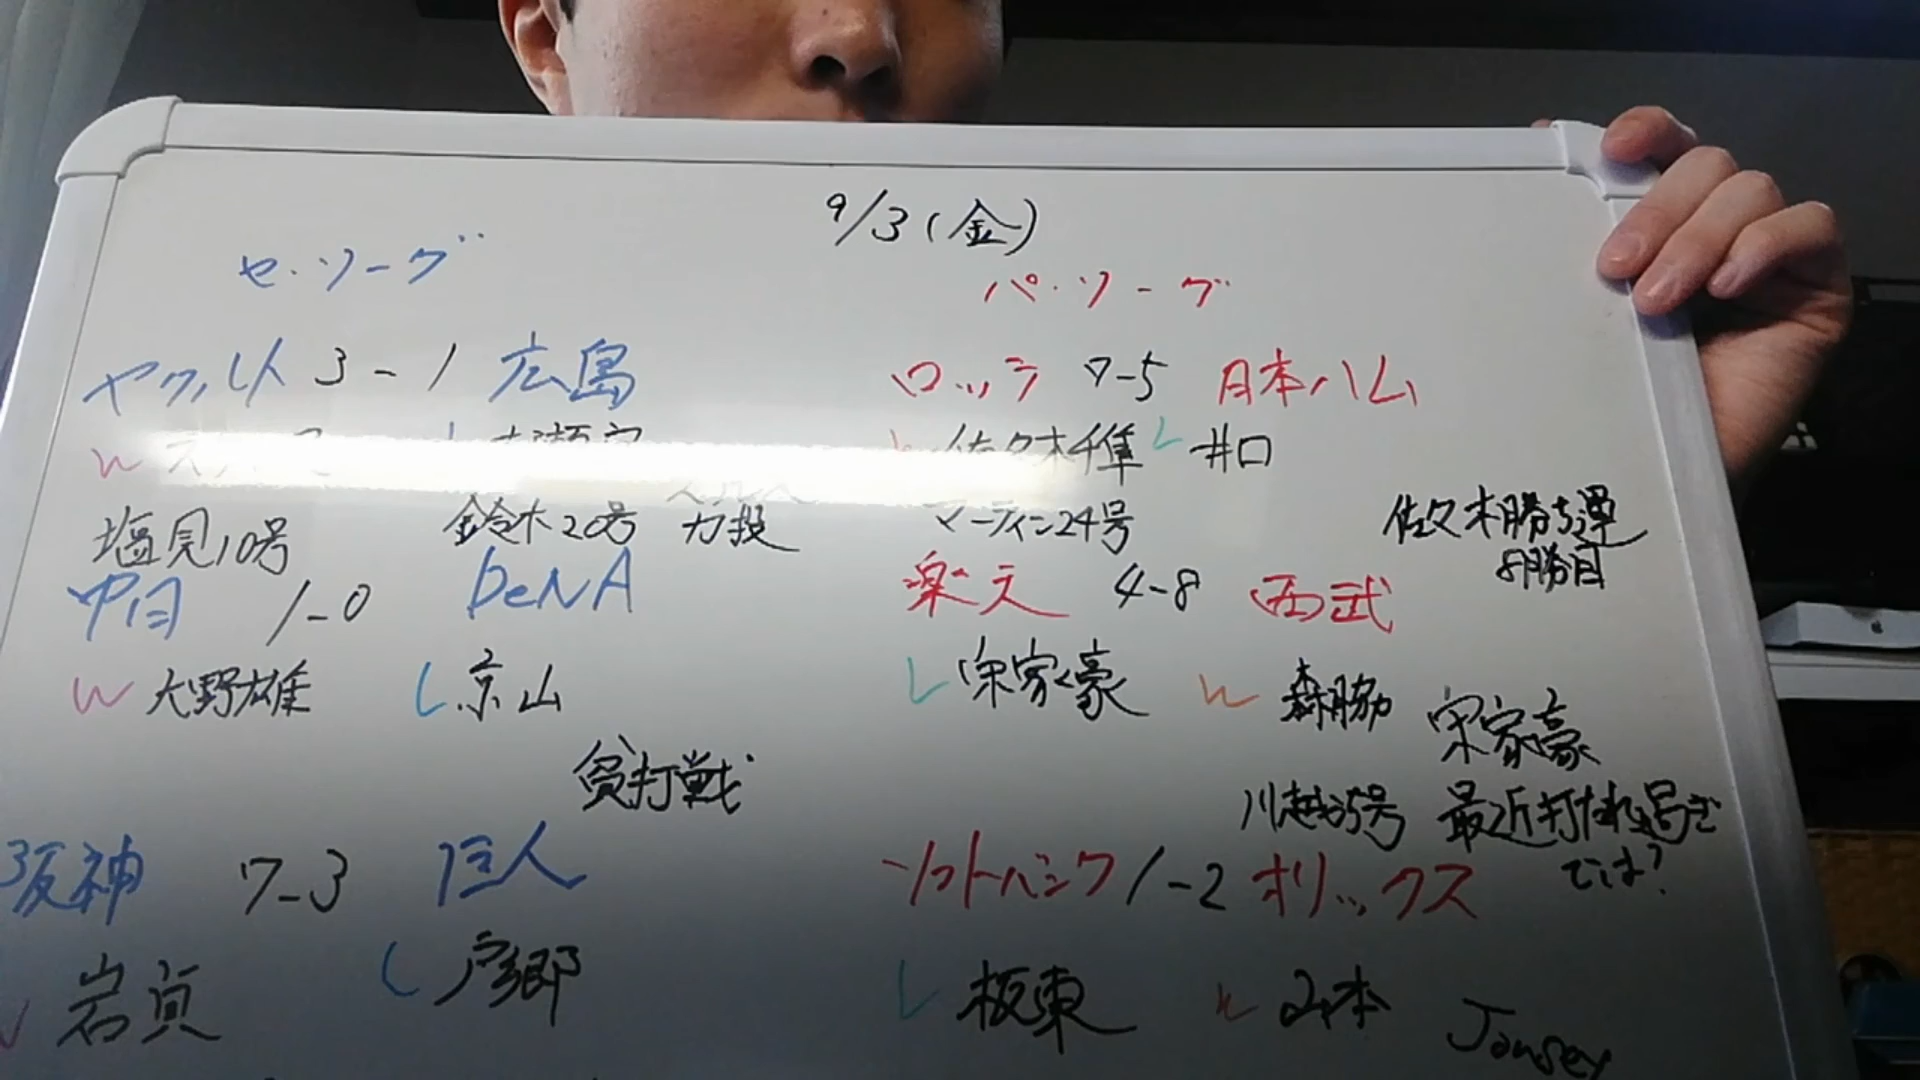 9/3(金)
セ・リーグ
ヤクルト 3-1 広島
W
塩見10号 鈴木20号 力投
中日 1-0 DeNA
W 大野雄 L 京山
貧打戦
阪神 7-3 巨人
W 岩貞 L 戸郷
パ・リーグ
ロッテ 7-5 日本ハム
佐々木千隼 L 井口
マーティン24号 佐々木勝ち運
8勝目
楽天 4-8 西武
L 宋家豪 W 森脇 宋家豪
川越5号 最近打たれ過ぎ
では?
ソフトバンク 1-2 オリックス
L 板東 W 山本